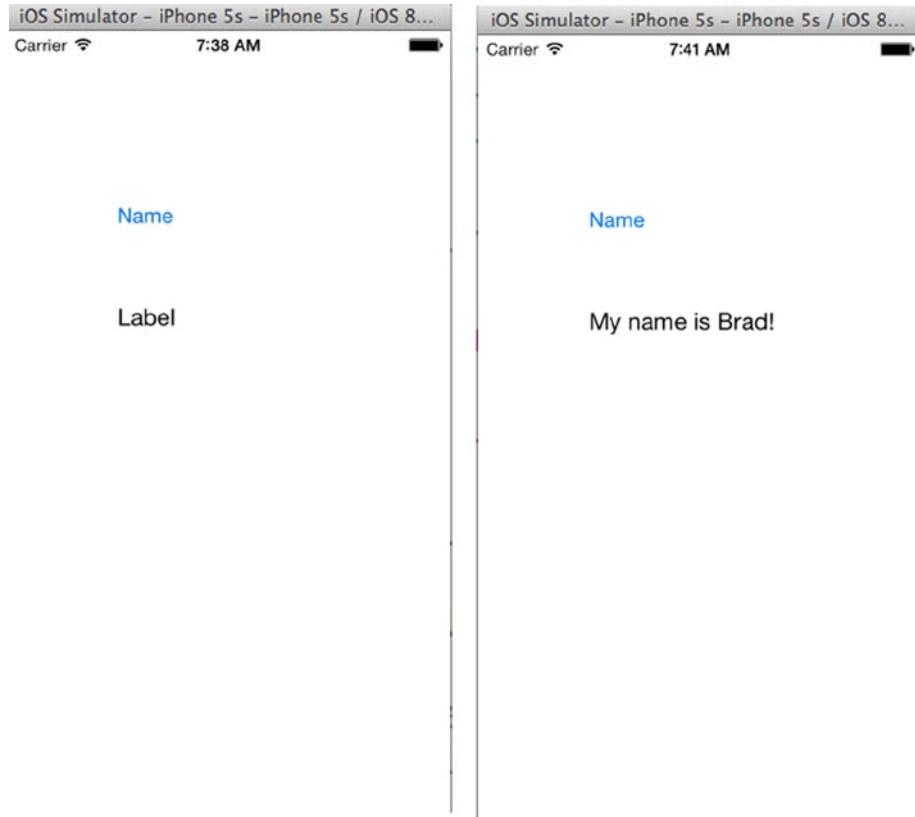 iOS Simulator – iPhone 5s – iPhone 5s / iOS 8...
Carrier 7:38 AM
Name
Label
iOS Simulator – iPhone 5s – iPhone 5s / iOS 8...
Carrier 7:41 AM
Name
My name is Brad!